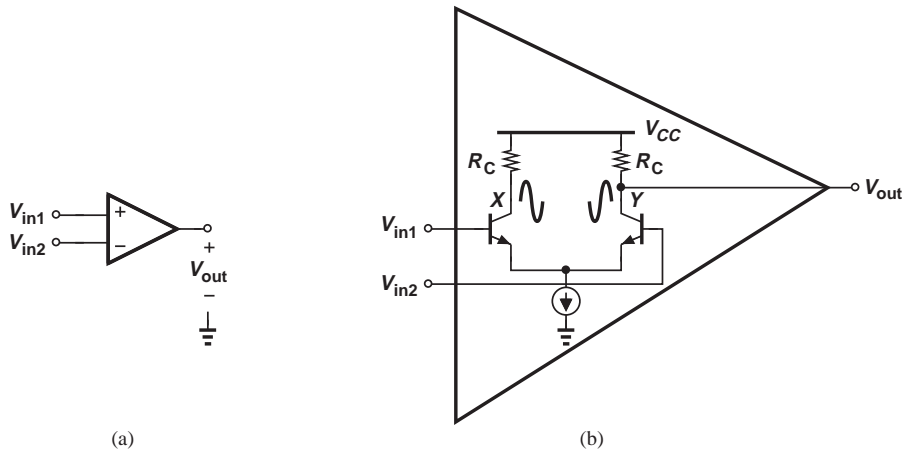 V_in1
V_in2
+
−
+
V_out
−
(a)
V_CC
R_C
R_C
X
Y
V_in1
V_in2
V_out
(b)